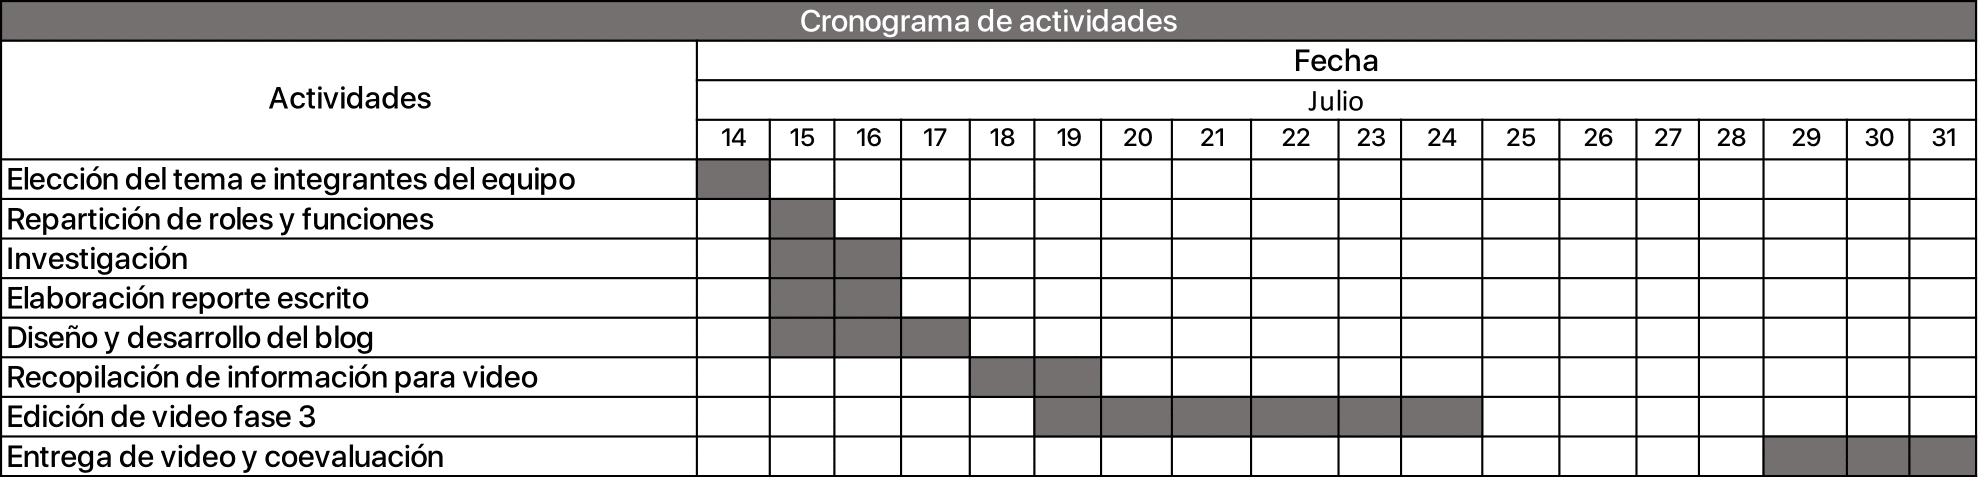 Cronograma de actividades
Actividades
Fecha
Julio
14 15 16 17 18 19 20 21 22 23 24 25 26 27 28 29 30 31
Elección del tema e integrantes del equipo
Repartición de roles y funciones
Investigación
Elaboración reporte escrito
Diseño y desarrollo del blog
Recopilación de información para video
Edición de video fase 3
Entrega de video y coevaluación